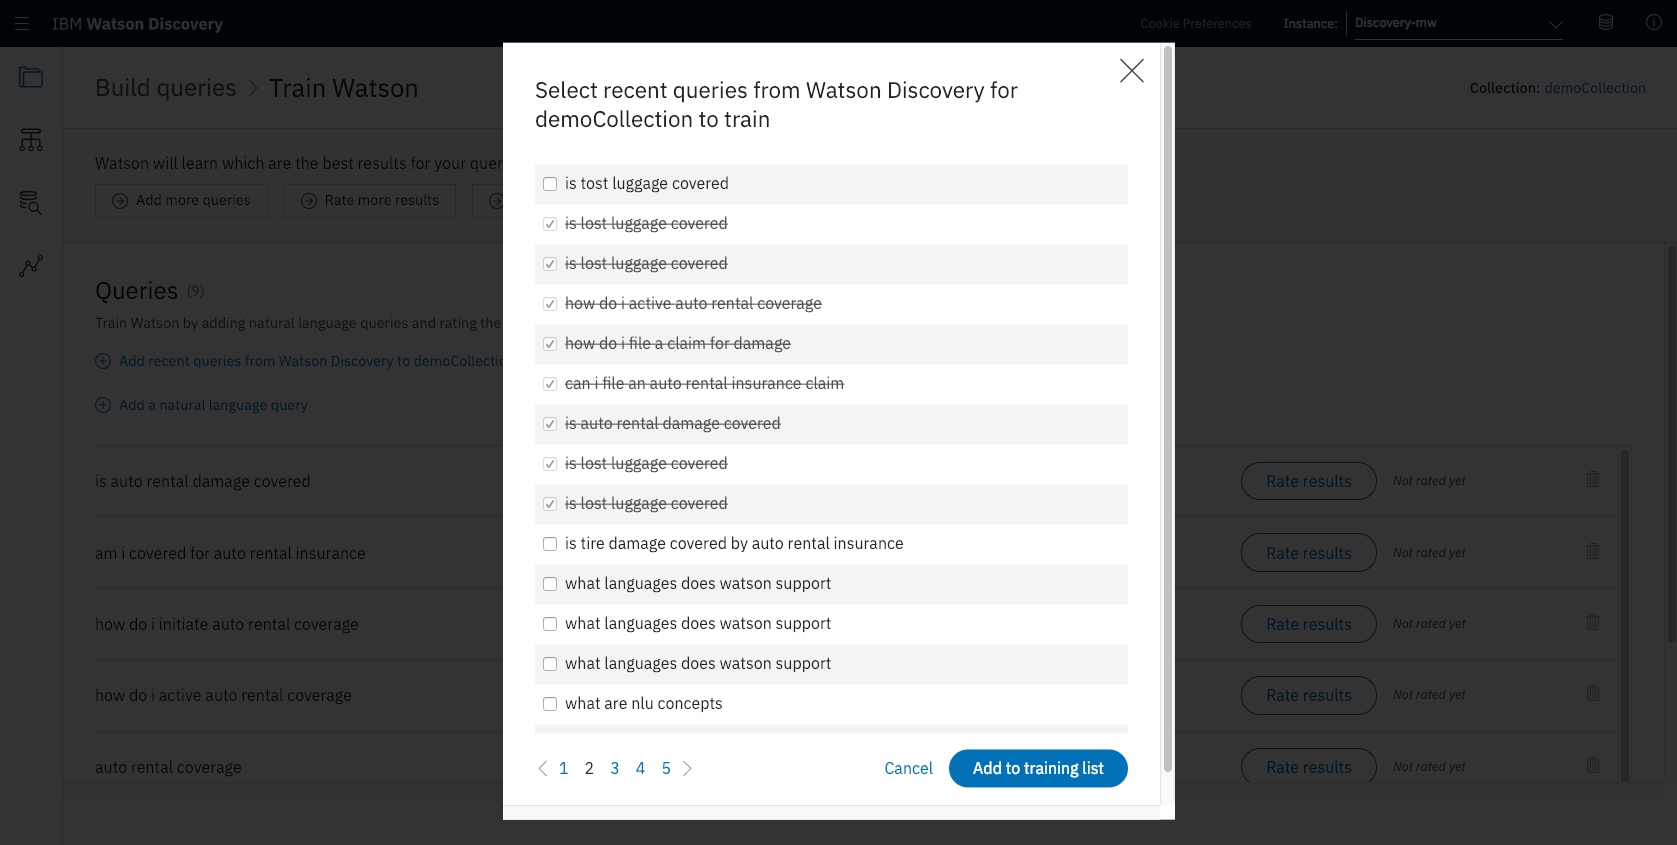 IBM Watson Discovery
Cookie Preferences
Instance:
Discovery-mw
Build queries > Train Watson
Collection: demoCollection
Watson will learn which are the best results for your quer
Add more queries
Rate more results
Queries (9)
Train Watson by adding natural language queries and rating the
Add recent queries from Watson Discovery to demoCollectio
Add a natural language query
is auto rental damage covered
Rate results
Not rated yet
am i covered for auto rental insurance
Rate results
Not rated yet
how do i initiate auto rental coverage
Rate results
Not rated yet
how do i active auto rental coverage
Rate results
Not rated yet
auto rental coverage
Rate results
Not rated yet
Select recent queries from Watson Discovery for
demoCollection to train
is tost luggage covered
is lost luggage covered
is lost luggage covered
how do i active auto rental coverage
how do i file a claim for damage
can i file an auto rental insurance claim
is auto rental damage covered
is lost luggage covered
is lost luggage covered
is tire damage covered by auto rental insurance
what languages does watson support
what languages does watson support
what languages does watson support
what are nlu concepts
1 2 3 4 5
Cancel
Add to training list